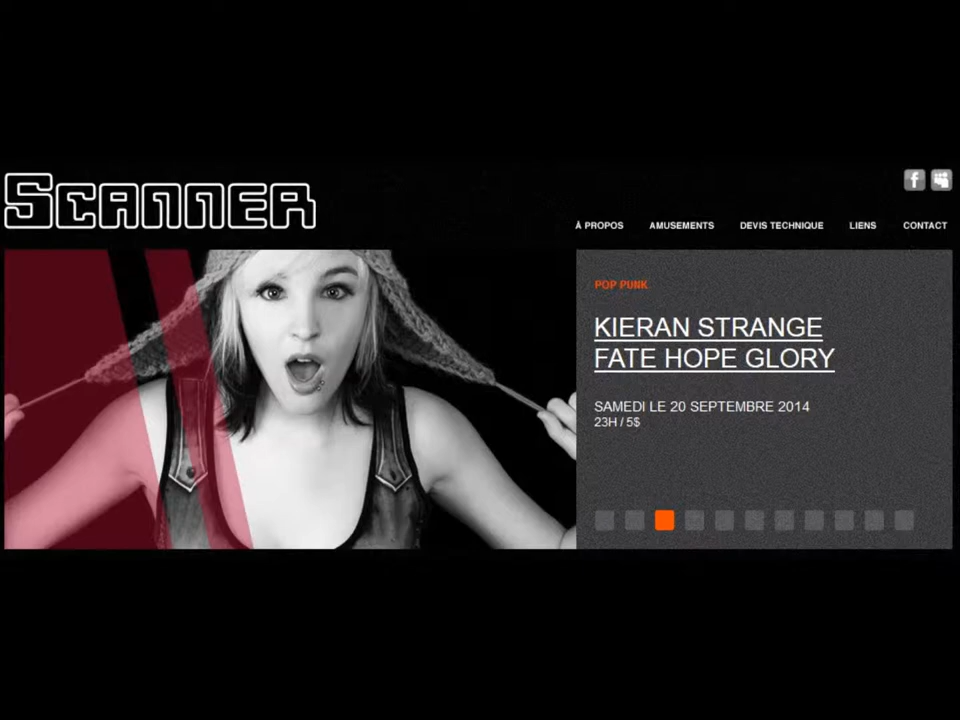 SCANNER
À PROPOS AMUSEMENTS DEVIS TECHNIQUE LIENS CONTACT
POP PUNK
KIERAN STRANGE
FATE HOPE GLORY
SAMEDI LE 20 SEPTEMBRE 2014
23H / 5$